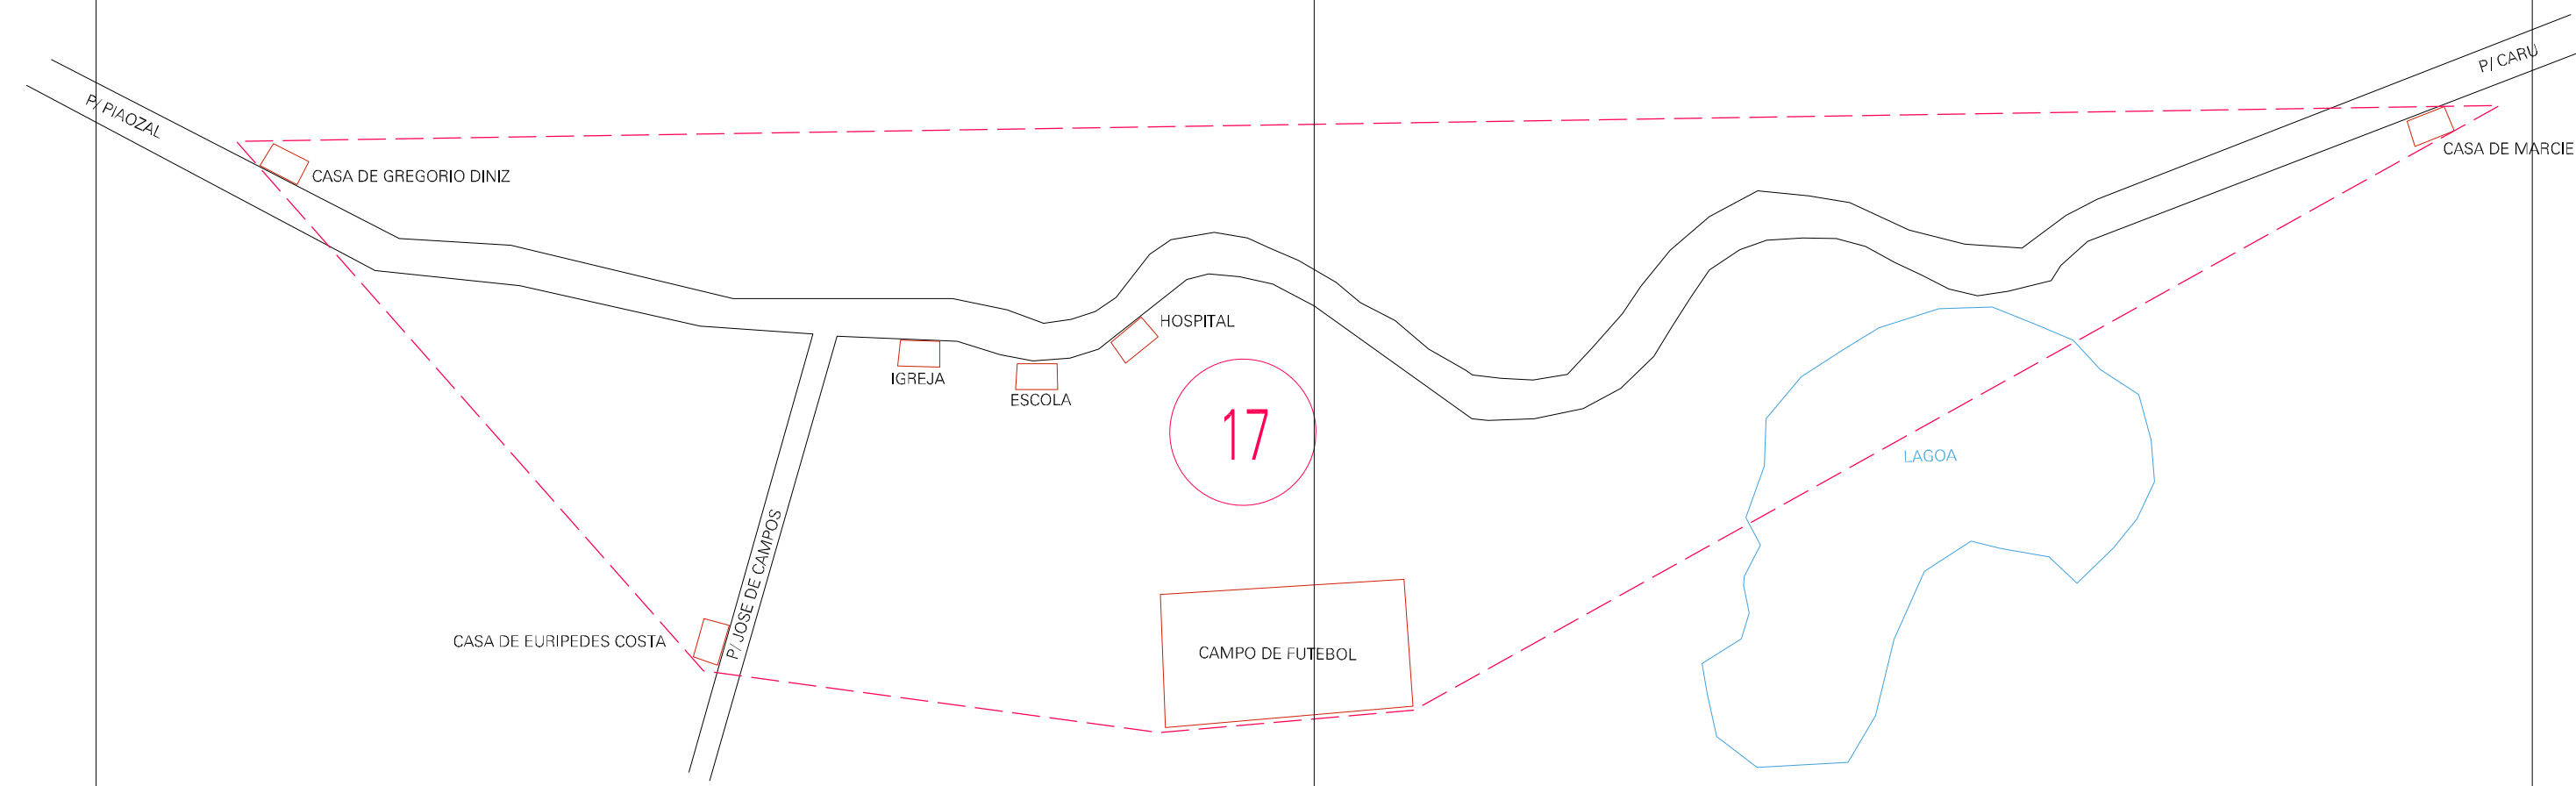 P/ CARU
P/ PIAOZAL
CASA DE MARCIE
CASA DE GREGORIO DINIZ
HOSPITAL
IGREJA
ESCOLA
17
LAGOA
P/ JOSE DE CAMPOS
CASA DE EURIPEDES COSTA
CAMPO DE FUTEBOL